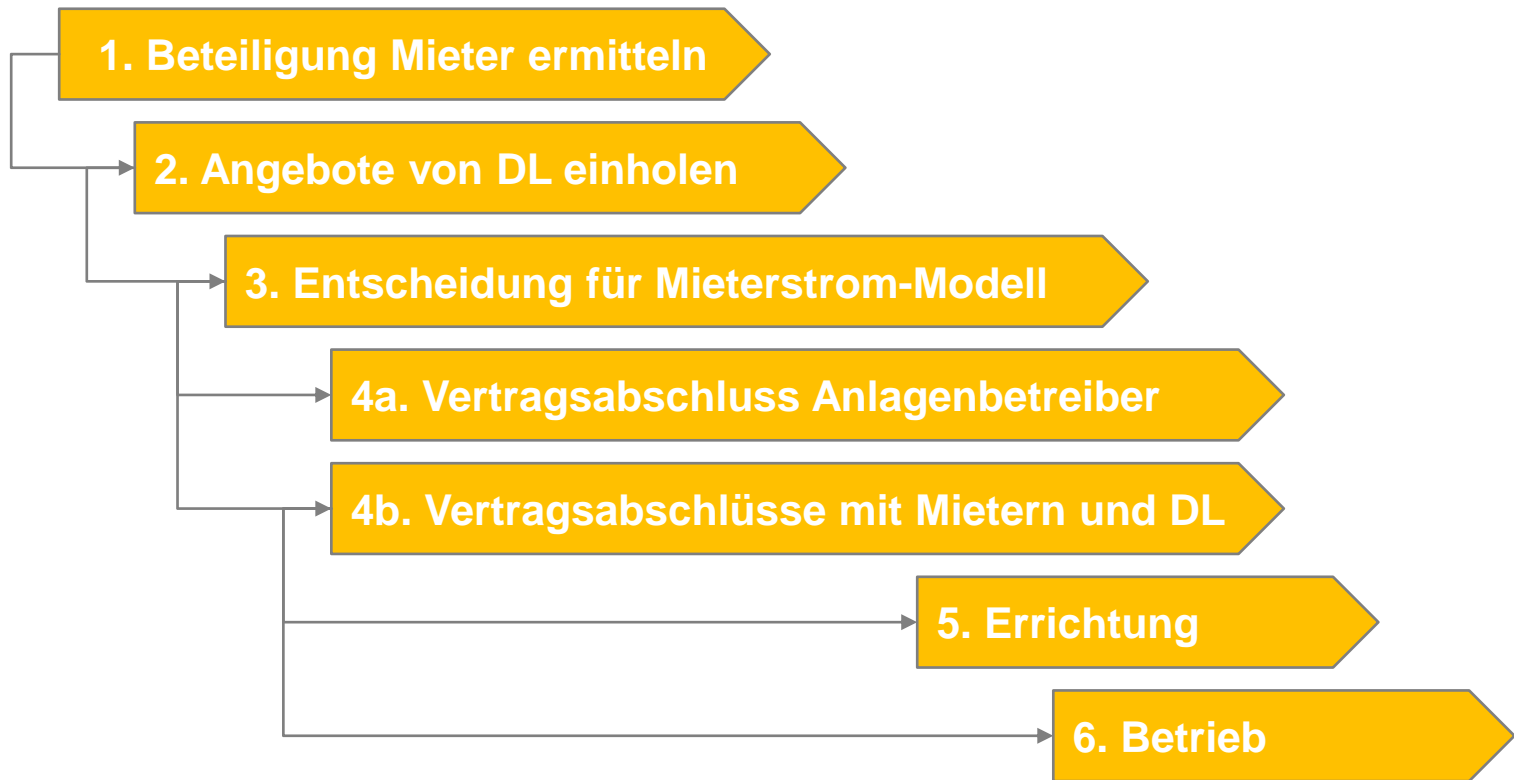 1. Beteiligung Mieter ermitteln
2. Angebote von DL einholen
3. Entscheidung für Mieterstrom-Modell
4a. Vertragsabschluss Anlagenbetreiber
4b. Vertragsabschlüsse mit Mietern und DL
5. Errichtung
6. Betrieb